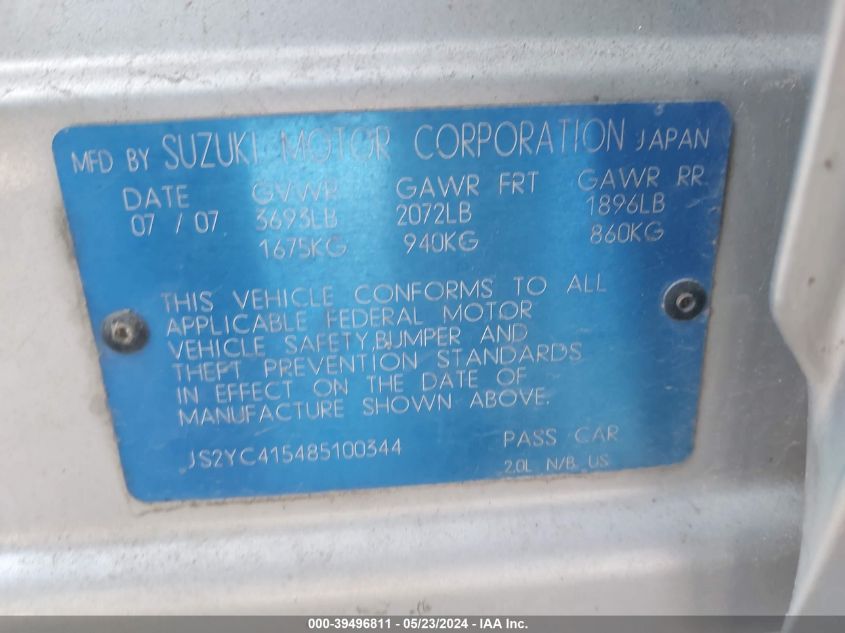 MFD BY SUZUKI MOTOR CORPORATION JAPAN
DATE GVWR GAWR FRT GAWR RR
07 / 07 3693LB 2072LB 1896LB
1675KG 940KG 860KG
THIS VEHICLE CONFORMS TO ALL
APPLICABLE FEDERAL MOTOR
VEHICLE SAFETY,BUMPER AND
THEFT PREVENTION STANDARDS
IN EFFECT ON THE DATE OF
MANUFACTURE SHOWN ABOVE.
JS2YC415485100344 PASS CAR
2.0L N/B US
000-39496811 - 05/23/2024 - IAA Inc.